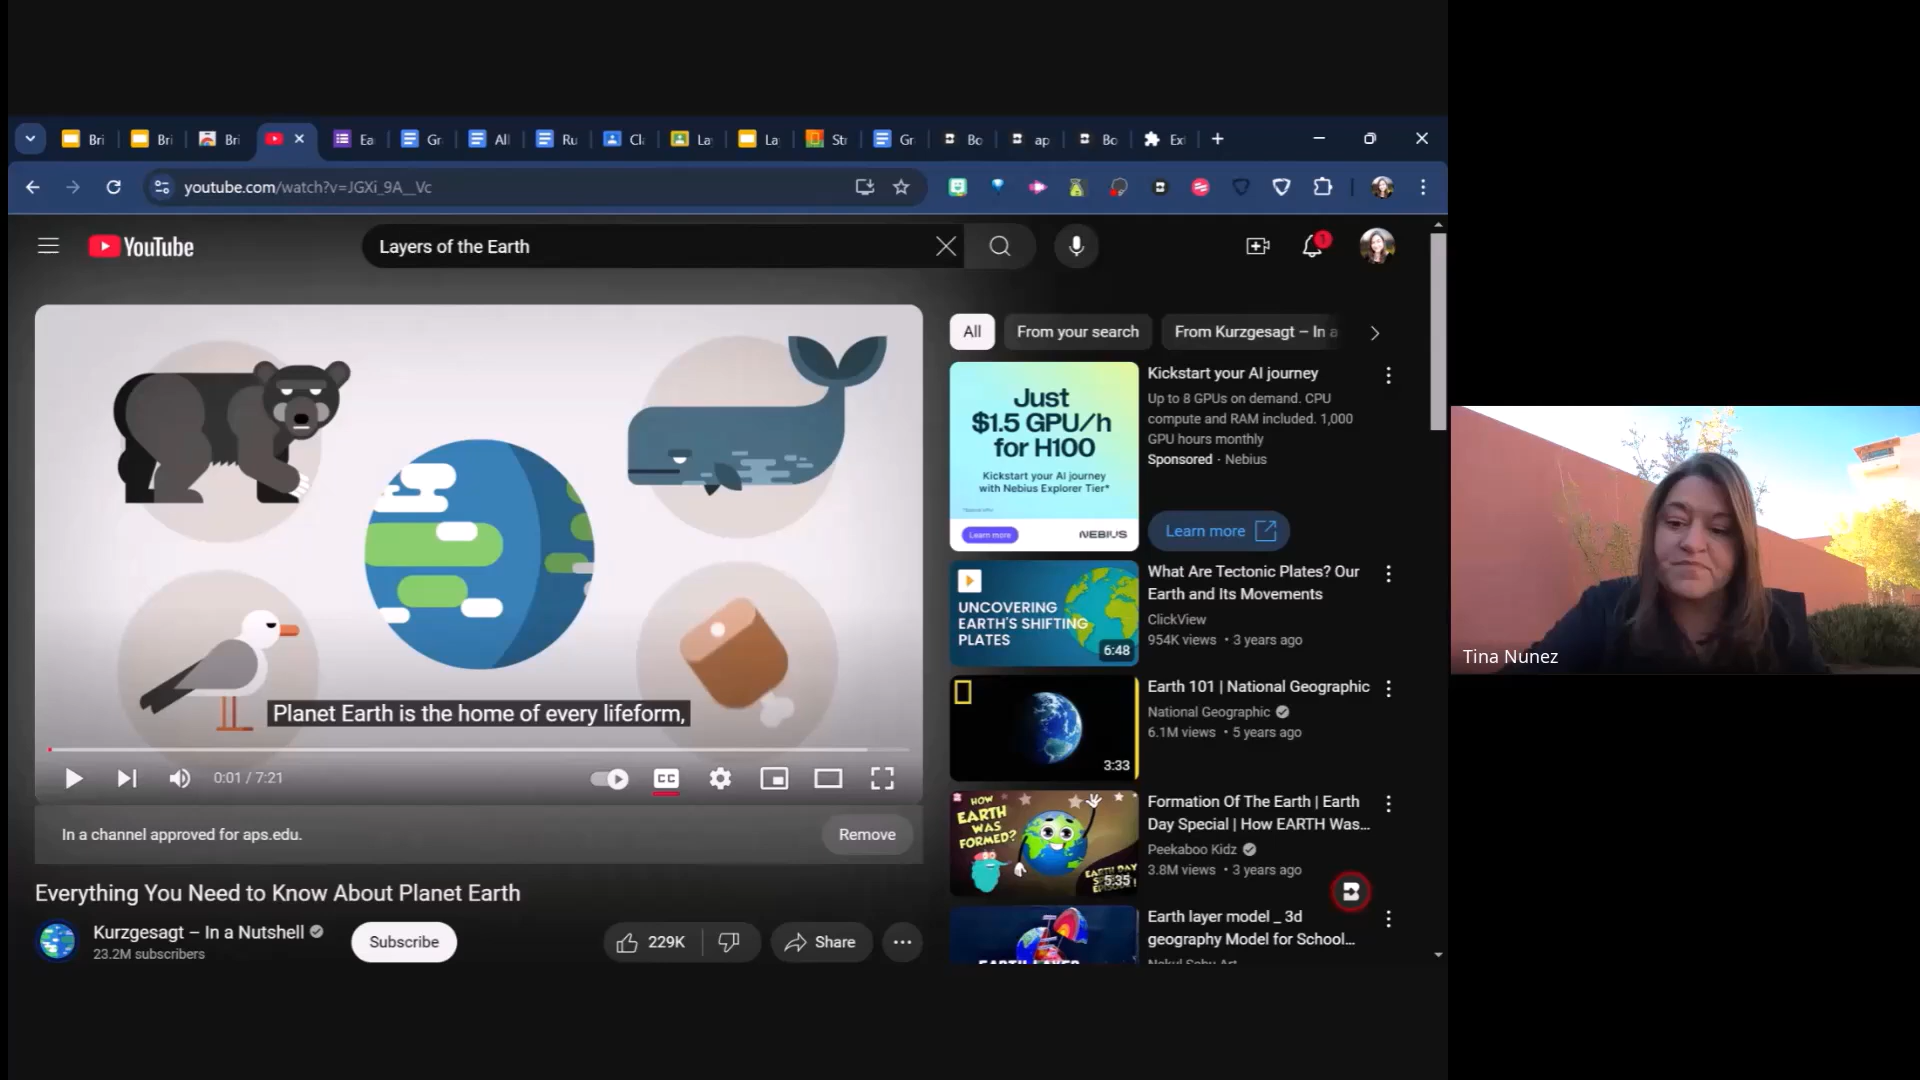 Bri
Bri
Bri
Ea
Gr
All
Ru
Cl
La
La
Str
Gr
Bo
ap
Bo
Ex
youtube.com/watch?v=JGXi_9A__Vc
YouTube
Layers of the Earth
1
Planet Earth is the home of every lifeform,
0:01 / 7:21
CC
In a channel approved for aps.edu.
Remove
Everything You Need to Know About Planet Earth
Kurzgesagt – In a Nutshell
23.2M subscribers
Subscribe
229K
Share
All
From your search
From Kurzgesagt – In a
Just
$1.5 GPU/h
for H100
Kickstart your AI journey
with Nebius Explorer Tier*
Learn more
NEBIUS
Kickstart your AI journey
Up to 8 GPUs on demand. CPU
compute and RAM included. 1,000
GPU hours monthly
Sponsored · Nebius
Learn more
UNCOVERING
EARTH'S SHIFTING
PLATES
6:48
What Are Tectonic Plates? Our
Earth and Its Movements
ClickView
954K views • 3 years ago
3:33
Earth 101 | National Geographic
National Geographic
6.1M views • 5 years ago
HOW
EARTH
WAS
FORMED?
EARTH DAY
5:35
Formation Of The Earth | Earth
Day Special | How EARTH Was...
Peekaboo Kidz
3.8M views • 3 years ago
Earth layer model _ 3d
geography Model for School...
Tina Nunez